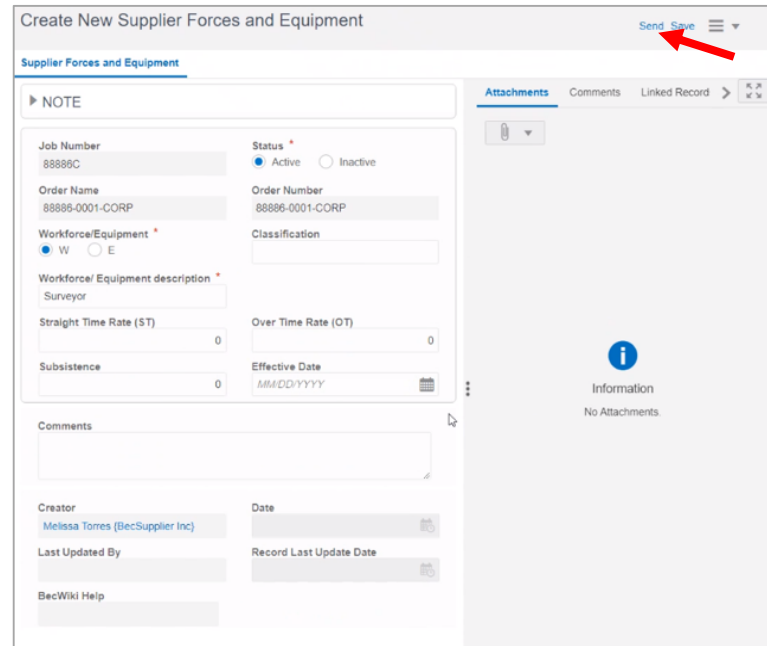 Create New Supplier Forces and Equipment
Send Save
Supplier Forces and Equipment
NOTE
Job Number
88886C
Status *
Active Inactive
Order Name
88886-0001-CORP
Order Number
88886-0001-CORP
Workforce/Equipment *
W E
Classification
Workforce/ Equipment description *
Surveyor
Straight Time Rate (ST)
0
Over Time Rate (OT)
0
Subsistence
0
Effective Date
MM/DD/YYYY
Comments
Creator
Melissa Torres (BecSupplier Inc)
Date
Last Updated By
Record Last Update Date
BecWiki Help
Attachments Comments Linked Record
Information
No Attachments.